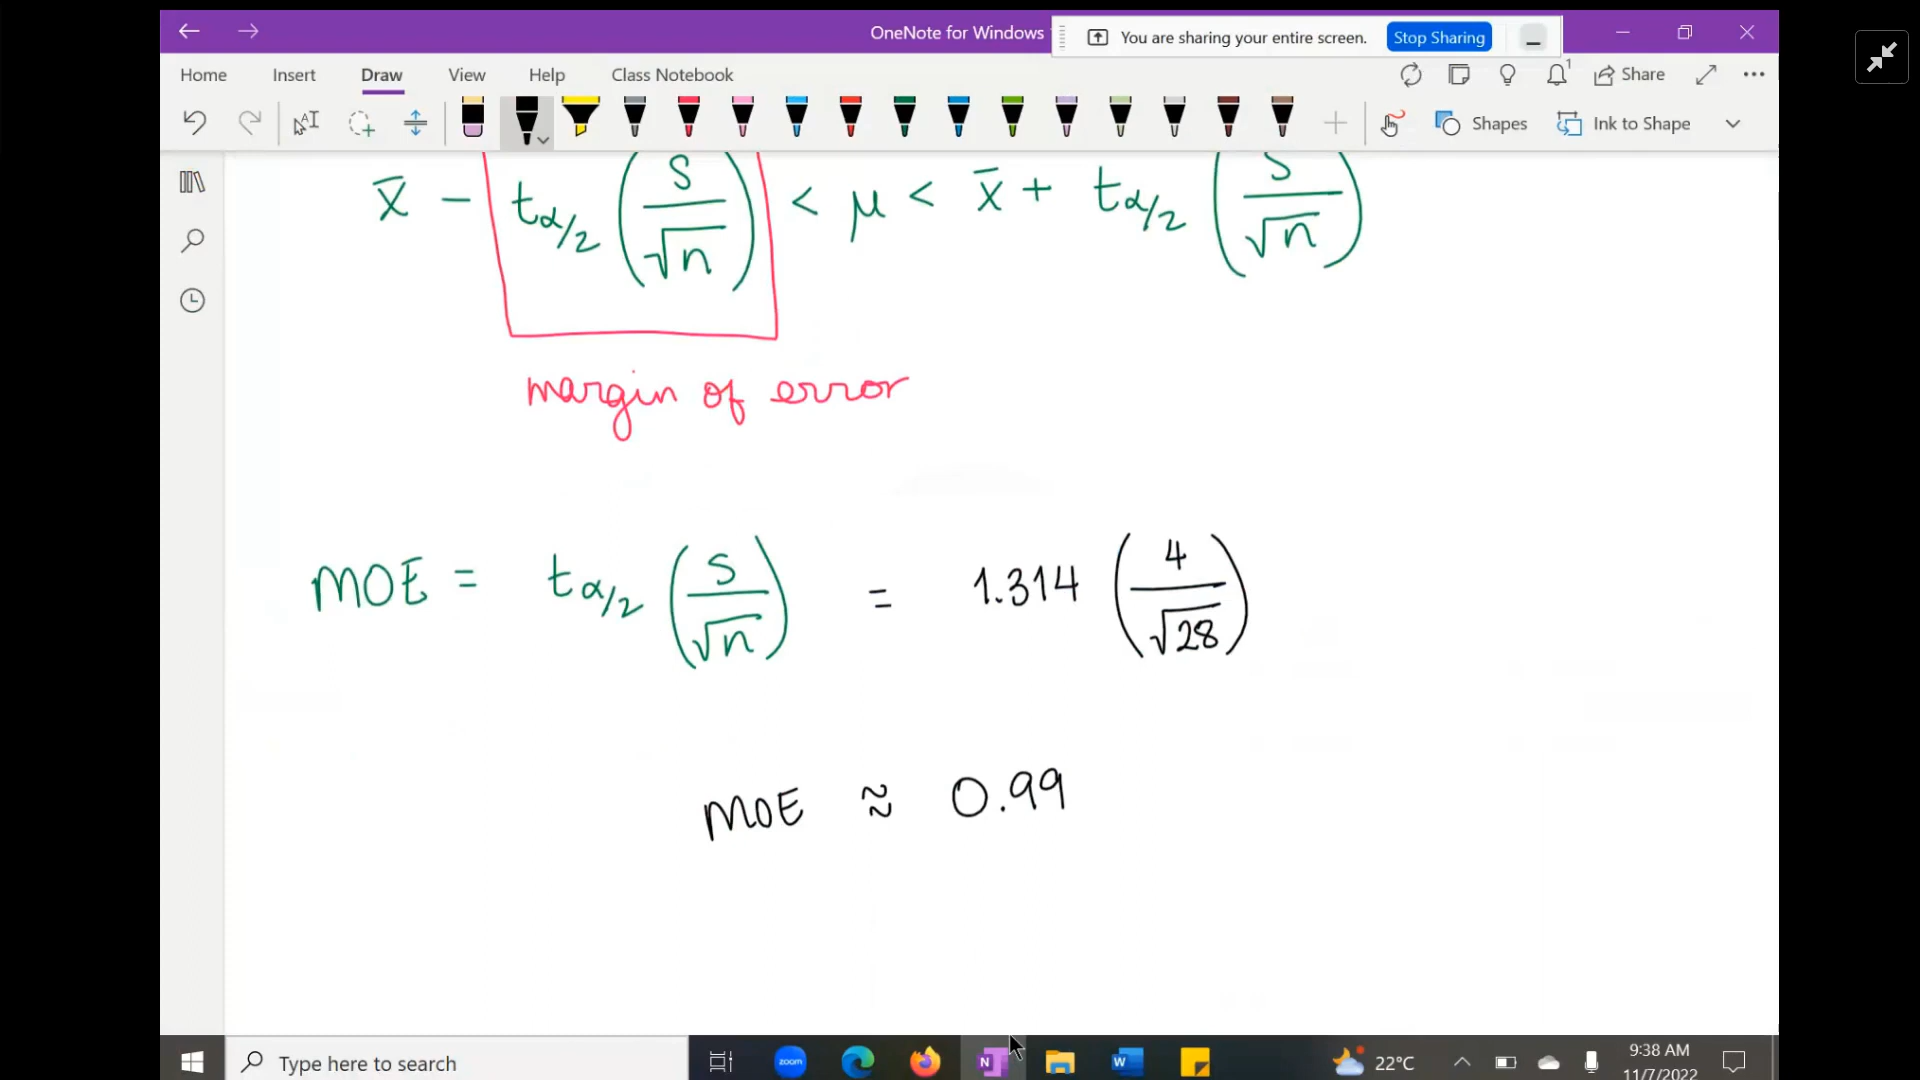 OneNote for Windows
You are sharing your entire screen. Stop Sharing
Home Insert Draw View Help Class Notebook 1 Share
Shapes Ink to Shape
x̄ - tα/2 (s/√n) < μ < x̄ + tα/2 (s/√n)
margin of error
MOE = tα/2 (s/√n) = 1.314 (4/√28)
MOE ≈ 0.99
Type here to search zoom N W 22°C 9:38 AM
11/7/2022